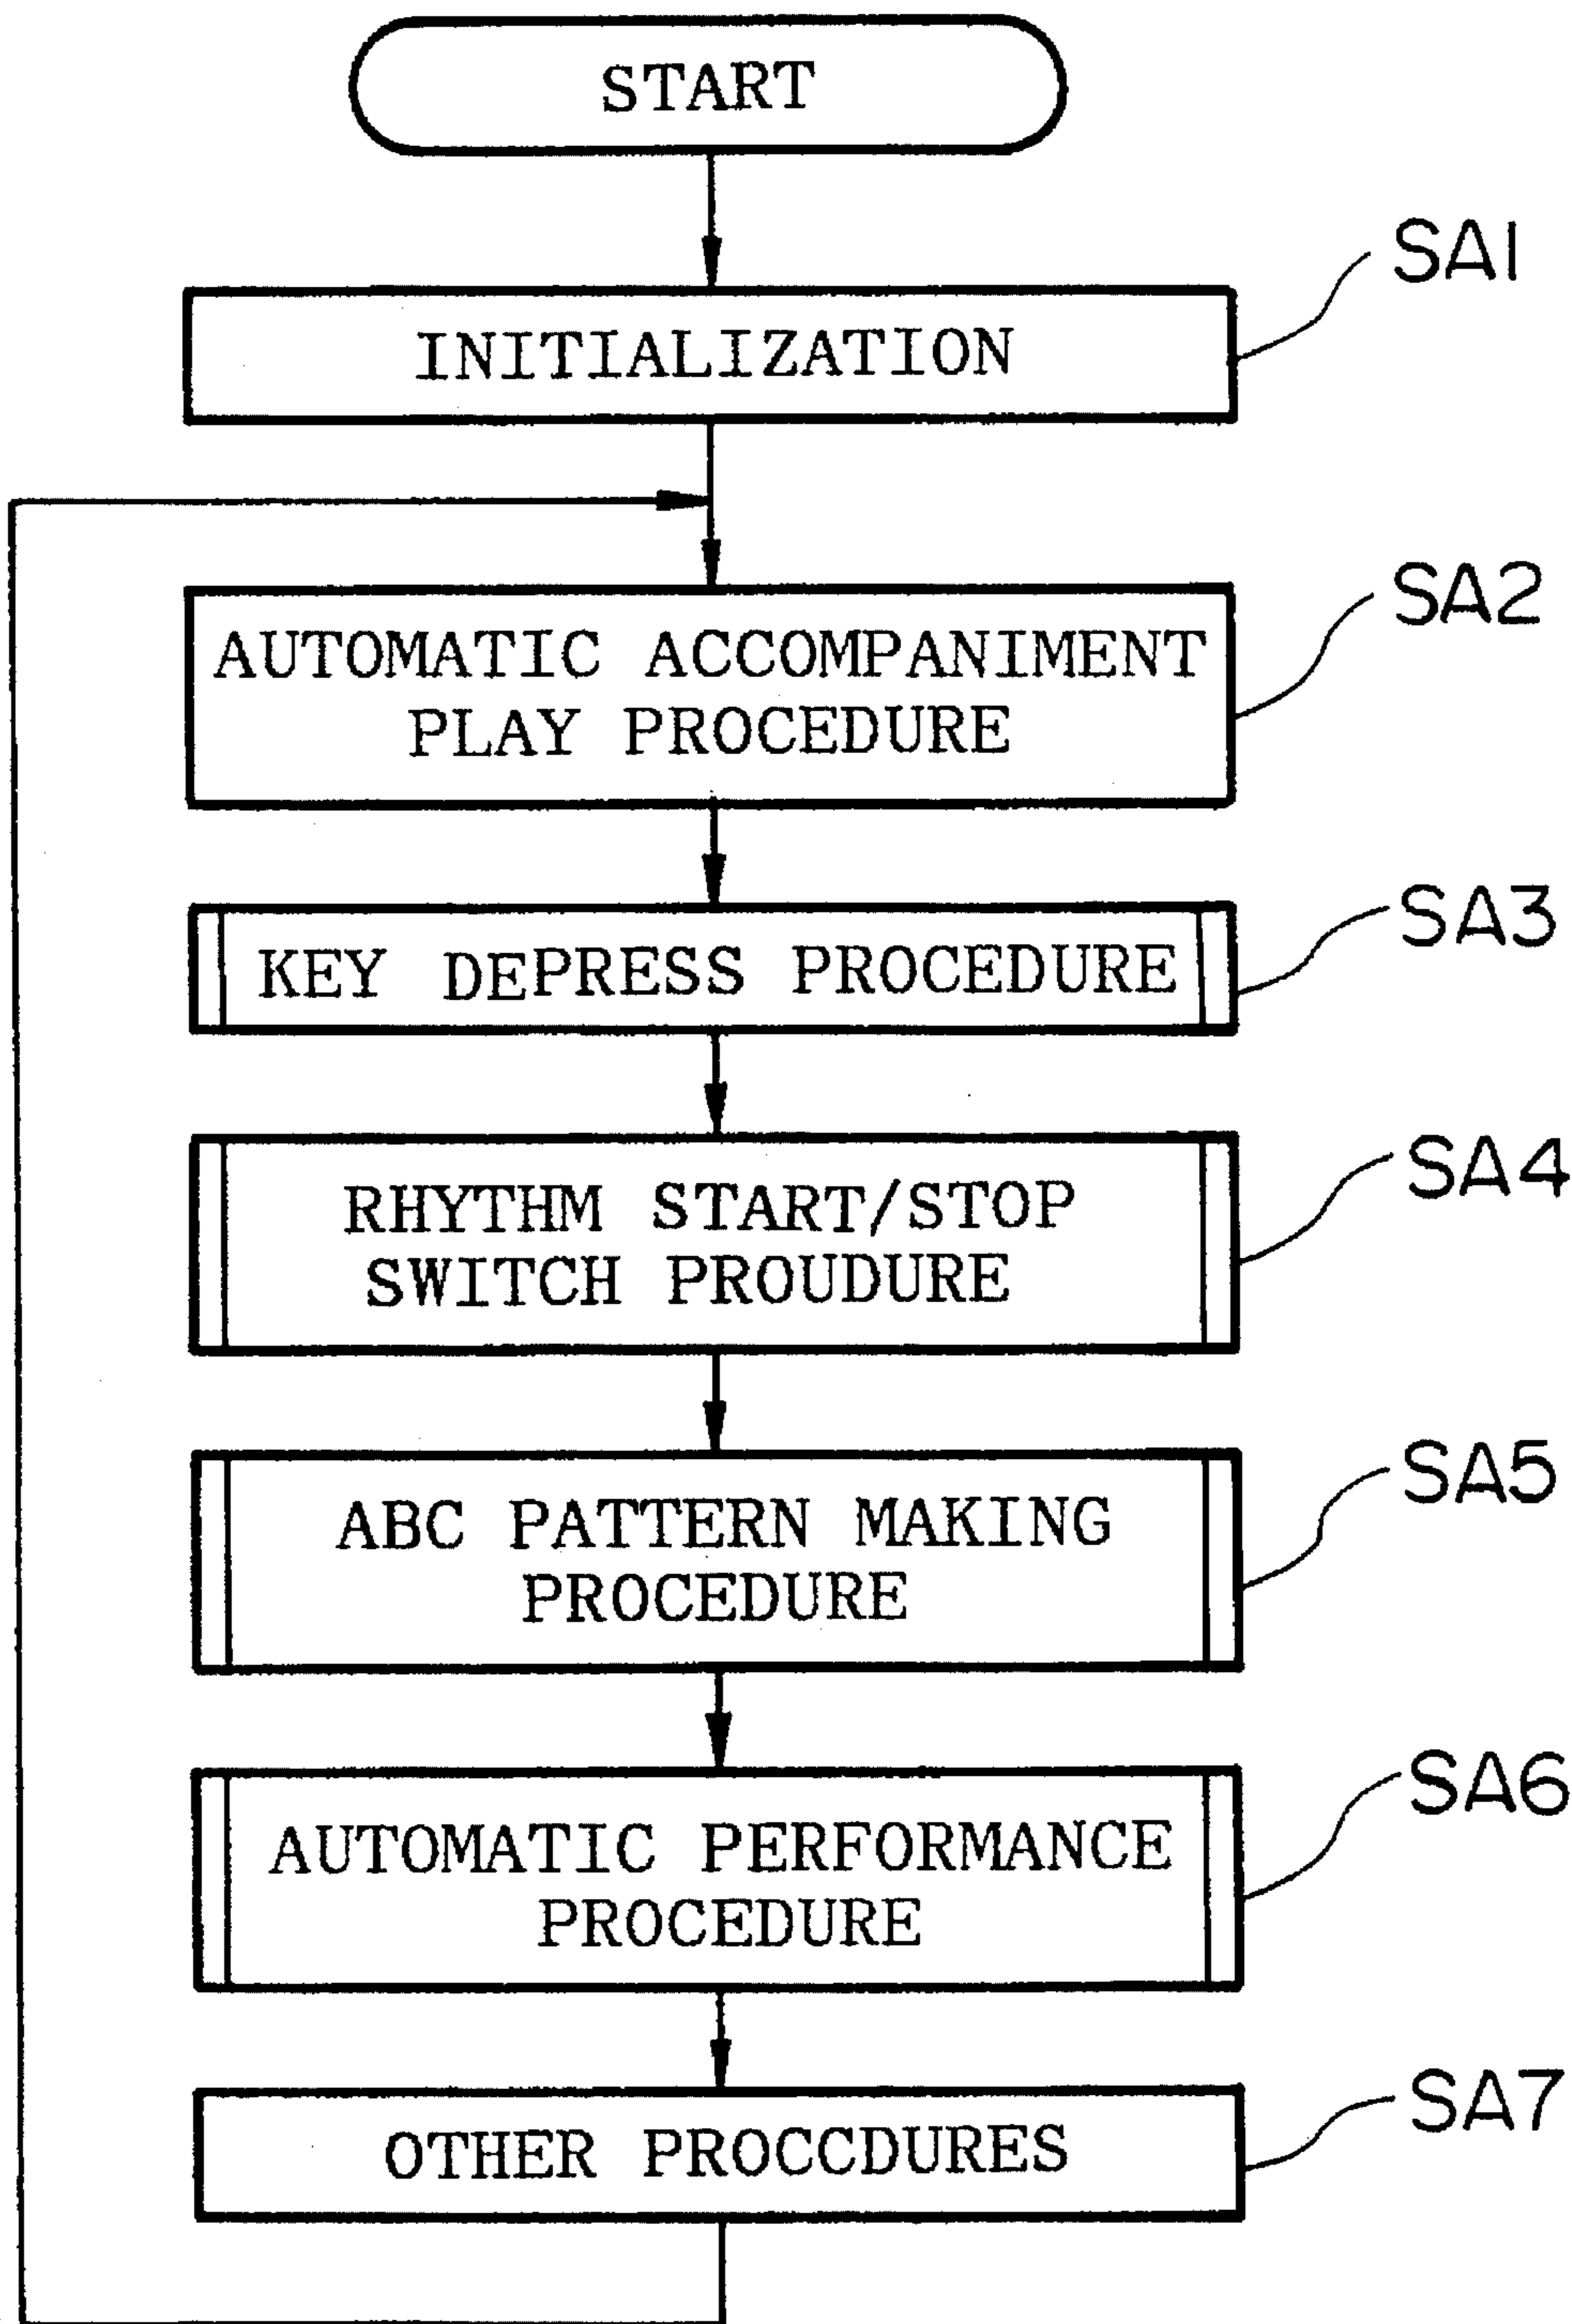 START
SA1
INITIALIZATION
SA2
AUTOMATIC ACCOMPANIMENT
PLAY PROCEDURE
SA3
KEY DEPRESS PROCEDURE
SA4
RHYTHM START/STOP
SWITCH PROUDURE
SA5
ABC PATTERN MAKING
PROCEDURE
SA6
AUTOMATIC PERFORMANCE
PROCEDURE
SA7
OTHER PROCCDURES